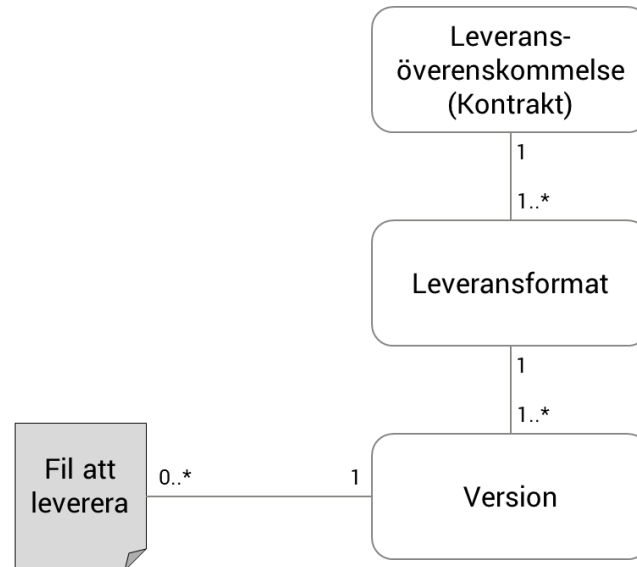 Leverans-
överenskommelse
(Kontrakt)
1
1..*
Leveransformat
1
1..*
Fil att
leverera
0..*
1
Version